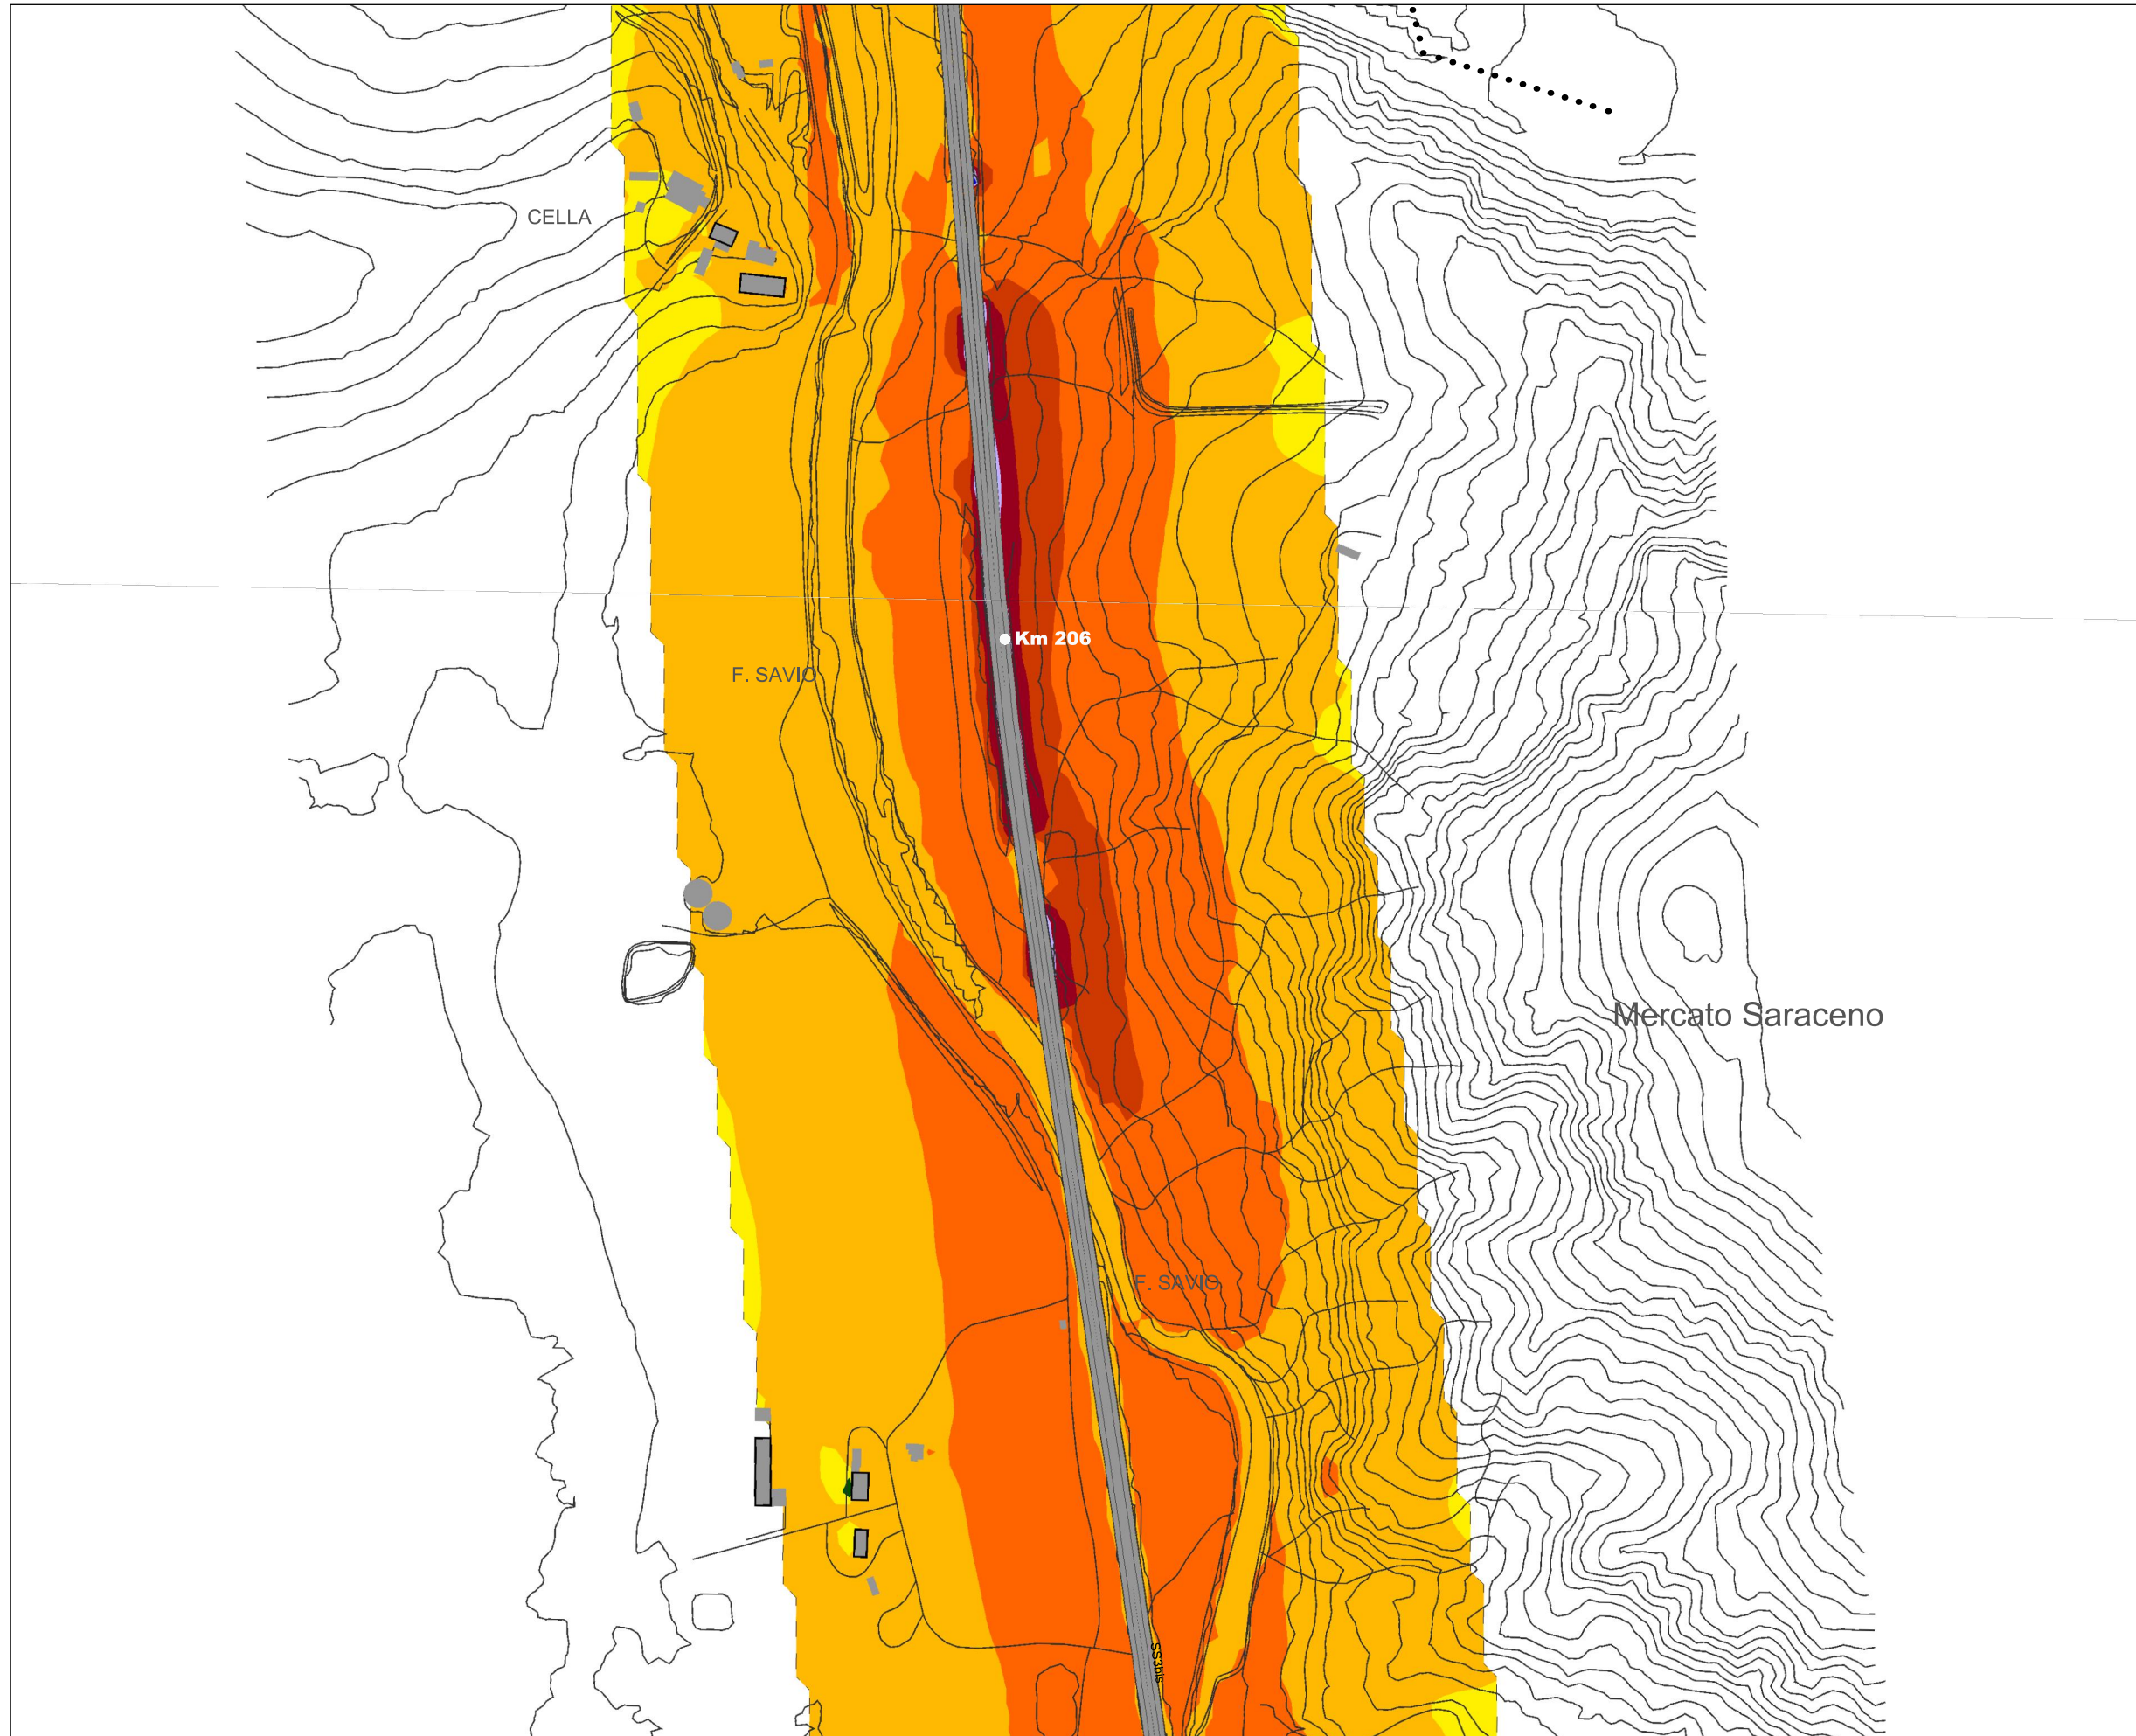 CELLA
Km 206
F. SAVIO
Mercato Saraceno
F. SAVIO
SS3bis